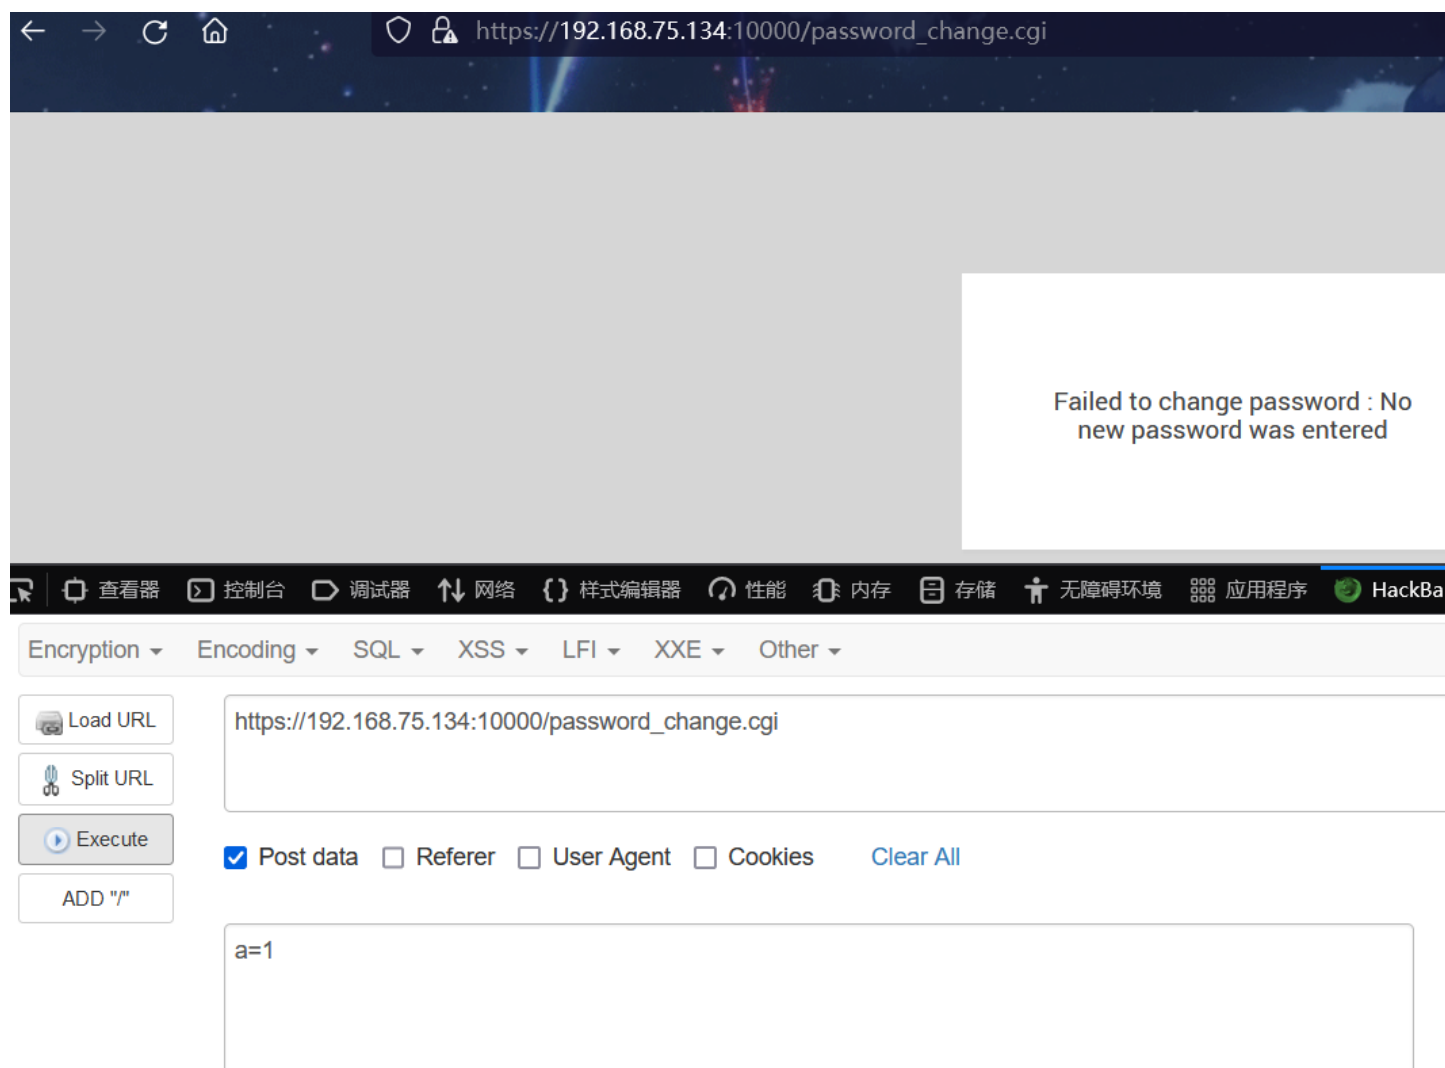 https://192.168.75.134:10000/password_change.cgi
Failed to change password : No
new password was entered
查看器 控制台 调试器 网络 样式编辑器 性能 内存 存储 无障碍环境 应用程序 HackBa
Encryption Encoding SQL XSS LFI XXE Other
Load URL
https://192.168.75.134:10000/password_change.cgi
Split URL
Execute
Post data Referer User Agent Cookies Clear All
ADD "/"
a=1